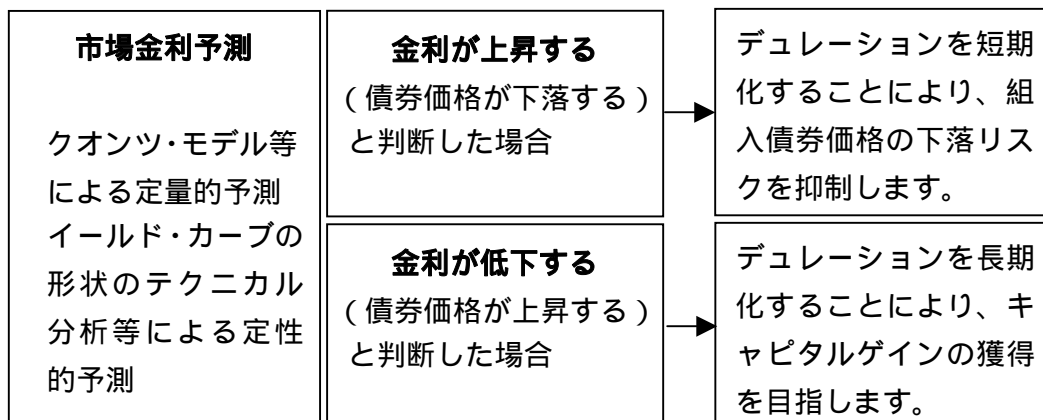 市場金利予測
クオンツ・モデル等
による定量的予測
イールド・カーブの
形状のテクニカル
分析等による定性
的予測
金利が上昇する
(債券価格が下落する)
と判断した場合
デュレーションを短期
化することにより、組
入債券価格の下落リス
クを抑制します。
金利が低下する
(債券価格が上昇する)
と判断した場合
デュレーションを長期
化することにより、キ
ャピタルゲインの獲得
を目指します。